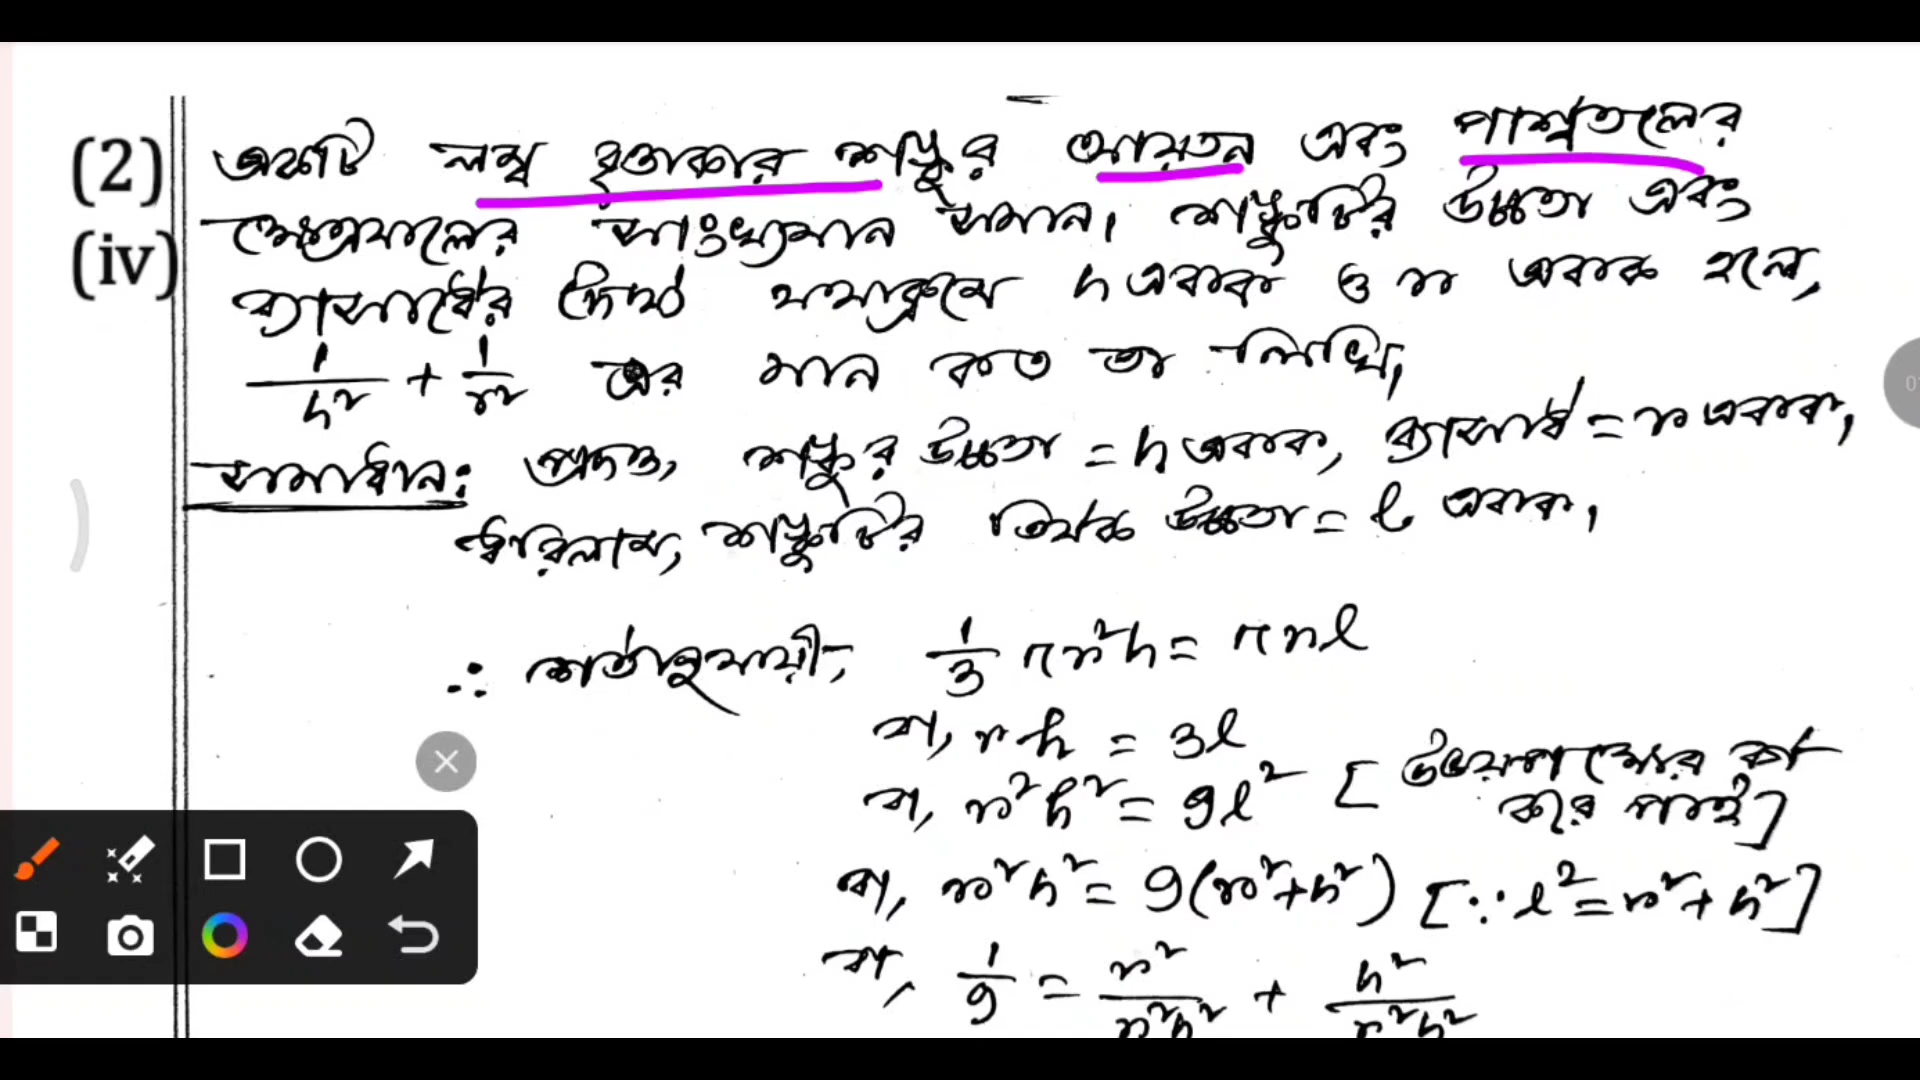 (2) একটি লম্ব বৃত্তাকার শঙ্কুর আয়তন এবং পার্শ্বতলের
(iv) ক্ষেত্রফলের সাংখ্যমান সমান। শঙ্কুটির উচ্চতা এবং
ব্যাসার্ধের দৈর্ঘ্য যথাক্রমে h একক ও r একক হলে,
1/h² + 1/r² এর মান কত তা লিখি,
সমাধান: প্রদত্ত, শঙ্কুর উচ্চতা = h একক, ব্যাসার্ধ = r একক,
ধরিলাম, শঙ্কুটির তির্যক উচ্চতা = l একক,
∴ শর্তানুযায়ী, 1/3 πr²h = πrl
বা, rh = 3l
বা, r²h² = 9l² [উভয়পক্ষের বর্গ
করে পাই]
বা, r²h² = 9(r²+h²) [∵ l² = r² + h²]
বা, 1/9 = r²/r²h² + h²/r²h²